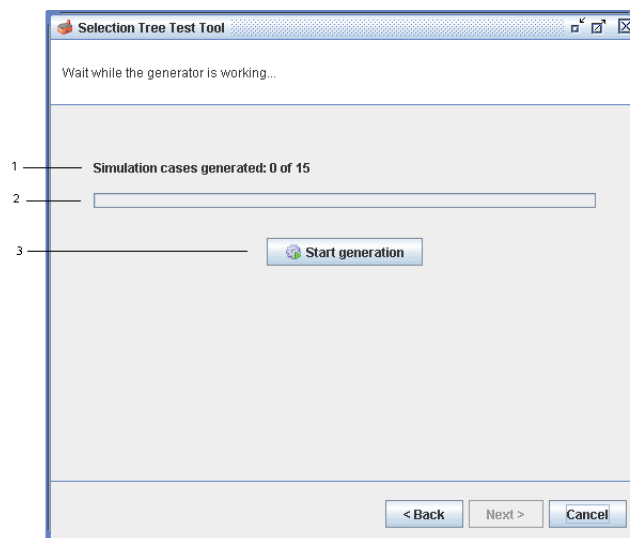 Selection Tree Test Tool
Wait while the generator is working...
1 Simulation cases generated: 0 of 15
2
3 Start generation
< Back Next > Cancel